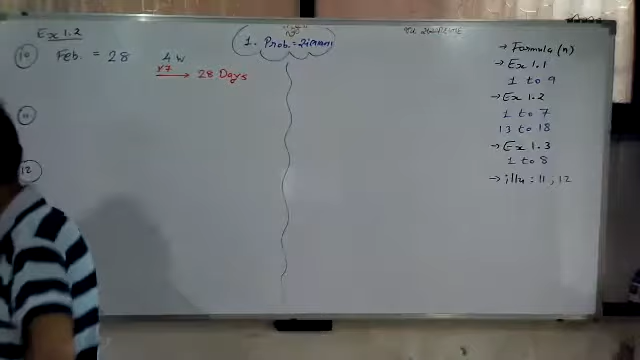 Ex 1.2
10 Feb. = 28 4 W
x7 → 28 Days
11
12
1. Prob. =
→ Formula (n)
→ Ex 1.1
1 to 9
→ Ex 1.2
1 to 7
13 to 18
→ Ex 1.3
1 to 8
→ illu = 11, 12